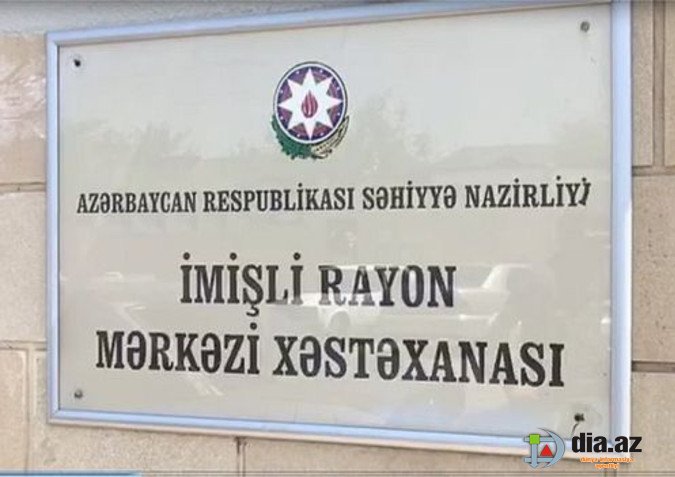 AZƏRBAYCAN RESPUBLİKASI SƏHİYYƏ NAZİRLİYİ
İMİŞLİ RAYON
MƏRKƏZİ XƏSTƏXANASI
dia.az